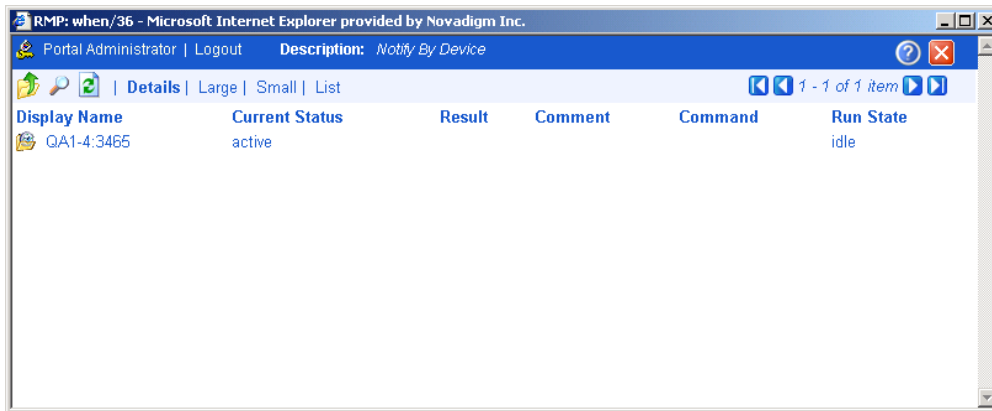 RMP: when/36 - Microsoft Internet Explorer provided by Novadigm Inc.
Portal Administrator | Logout Description: Notify By Device
| Details | Large | Small | List 1 - 1 of 1 item
Display Name Current Status Result Comment Command Run State
QA1-4:3465 active idle